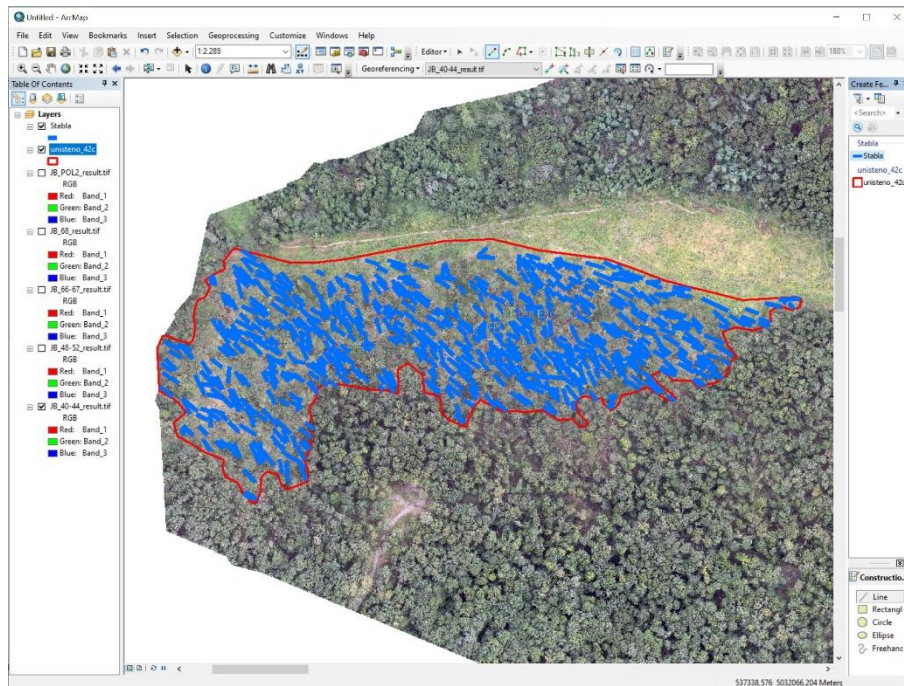 Untitled - ArcMap
File Edit View Bookmarks Insert Selection Geoprocessing Customize Windows Help
1:2.289
Editor
188%
Georeferencing
JB_40-44_result.tif
Table Of Contents
Layers
Stabla
unisteno_42c
JB_POL2_result.tif
RGB
Red: Band_1
Green: Band_2
Blue: Band_3
JB_68_result.tif
RGB
Red: Band_1
Green: Band_2
Blue: Band_3
JB_66-67_result.tif
RGB
Red: Band_1
Green: Band_2
Blue: Band_3
JB_48-52_result.tif
RGB
Red: Band_1
Green: Band_2
Blue: Band_3
JB_40-44_result.tif
RGB
Red: Band_1
Green: Band_2
Blue: Band_3
Create Fe...
<Search>
Stabla
Stabla
unisteno_42c
unisteno_42c
Constructio...
Line
Rectangl
Circle
Ellipse
Freehanc
537338,576 5032066,204 Meters